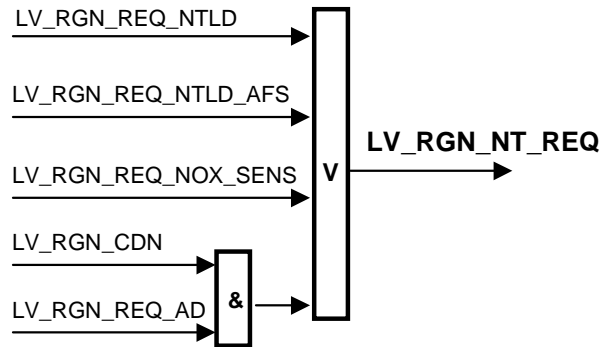 LV_RGN_REQ_NTLD
LV_RGN_REQ_NTLD_AFS
LV_RGN_NT_REQ
V
LV_RGN_REQ_NOX_SENS
LV_RGN_CDN
&
LV_RGN_REQ_AD